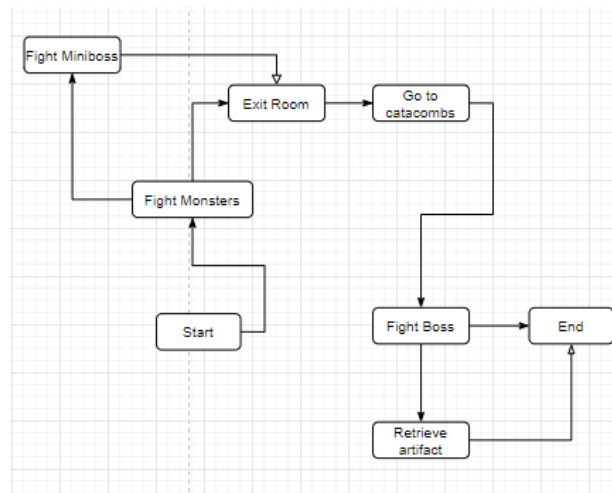 Fight Miniboss
Exit Room
Go to
catacombs
Fight Monsters
Start
Fight Boss
End
Retrieve
artifact